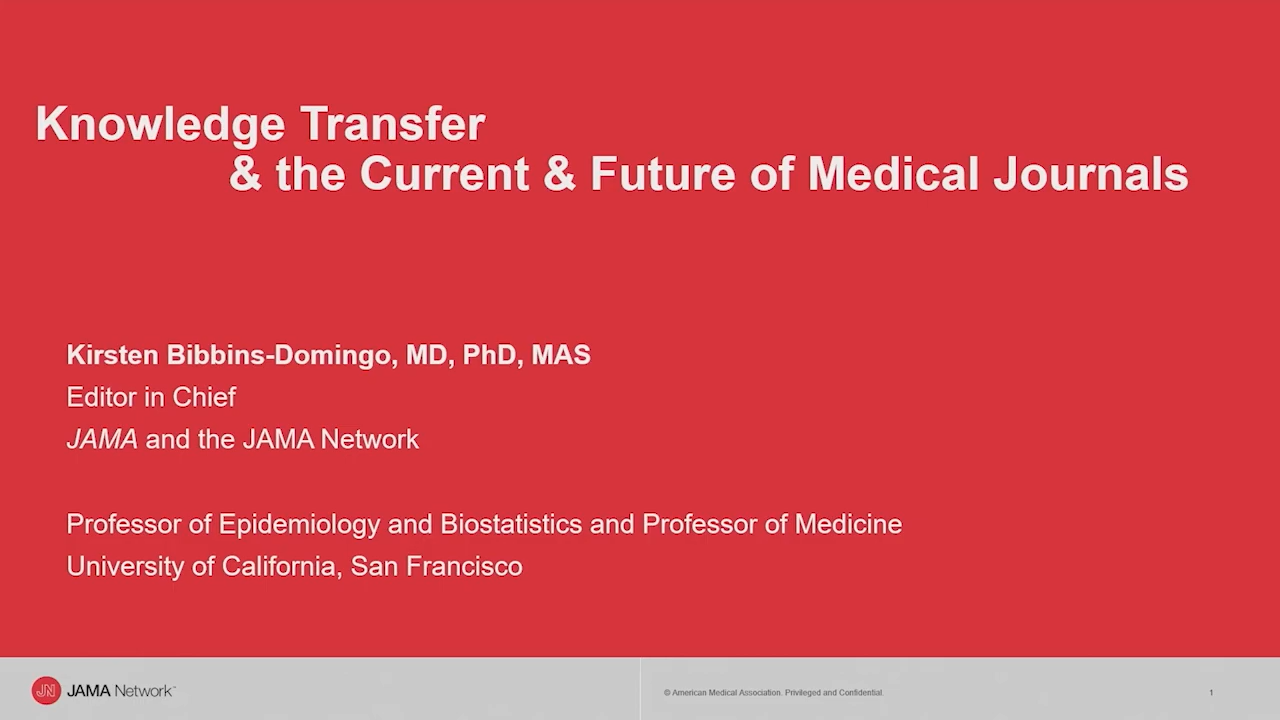 Knowledge Transfer
& the Current & Future of Medical Journals
Kirsten Bibbins-Domingo, MD, PhD, MAS
Editor in Chief
JAMA and the JAMA Network
Professor of Epidemiology and Biostatistics and Professor of Medicine
University of California, San Francisco
JN JAMA Network™
© American Medical Association. Privileged and Confidential.
1